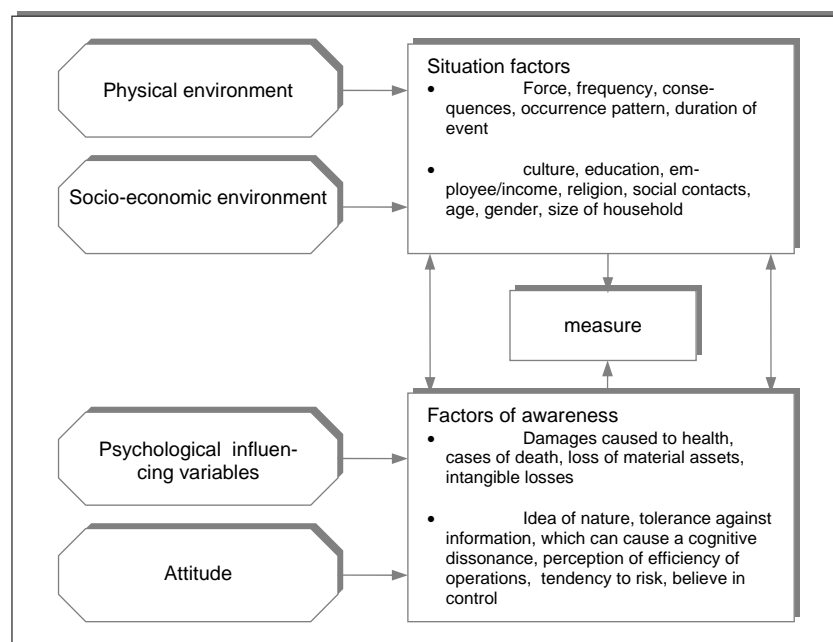 Physical environment
Socio-economic environment
Situation factors
• Force, frequency, conse-
quences, occurrence pattern, duration of
event
• culture, education, em-
ployee/income, religion, social contacts,
age, gender, size of household
measure
Psychological influen-
cing variables
Attitude
Factors of awareness
• Damages caused to health,
cases of death, loss of material assets,
intangible losses
• Idea of nature, tolerance against
information, which can cause a cognitive
dissonance, perception of efficiency of
operations, tendency to risk, believe in
control